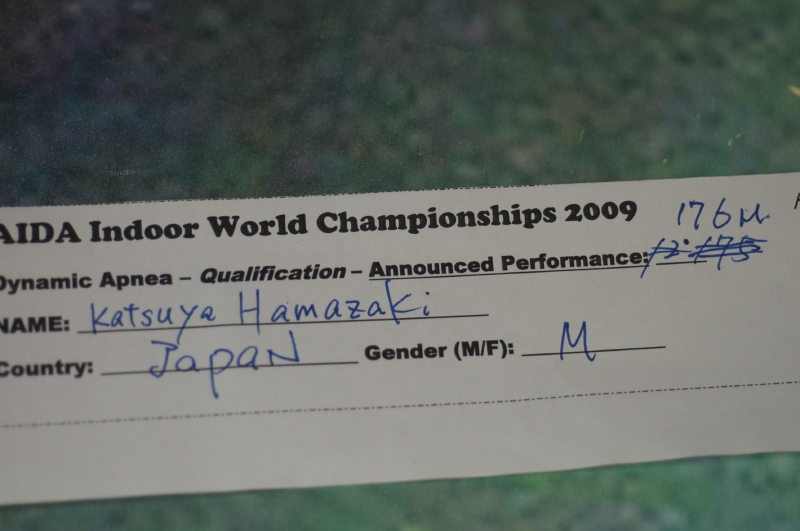 AIDA Indoor World Championships 2009 176M
Dynamic Apnea – Qualification – Announced Performance:
NAME: Katsuya Hamazaki
Country: Japan Gender (M/F): M